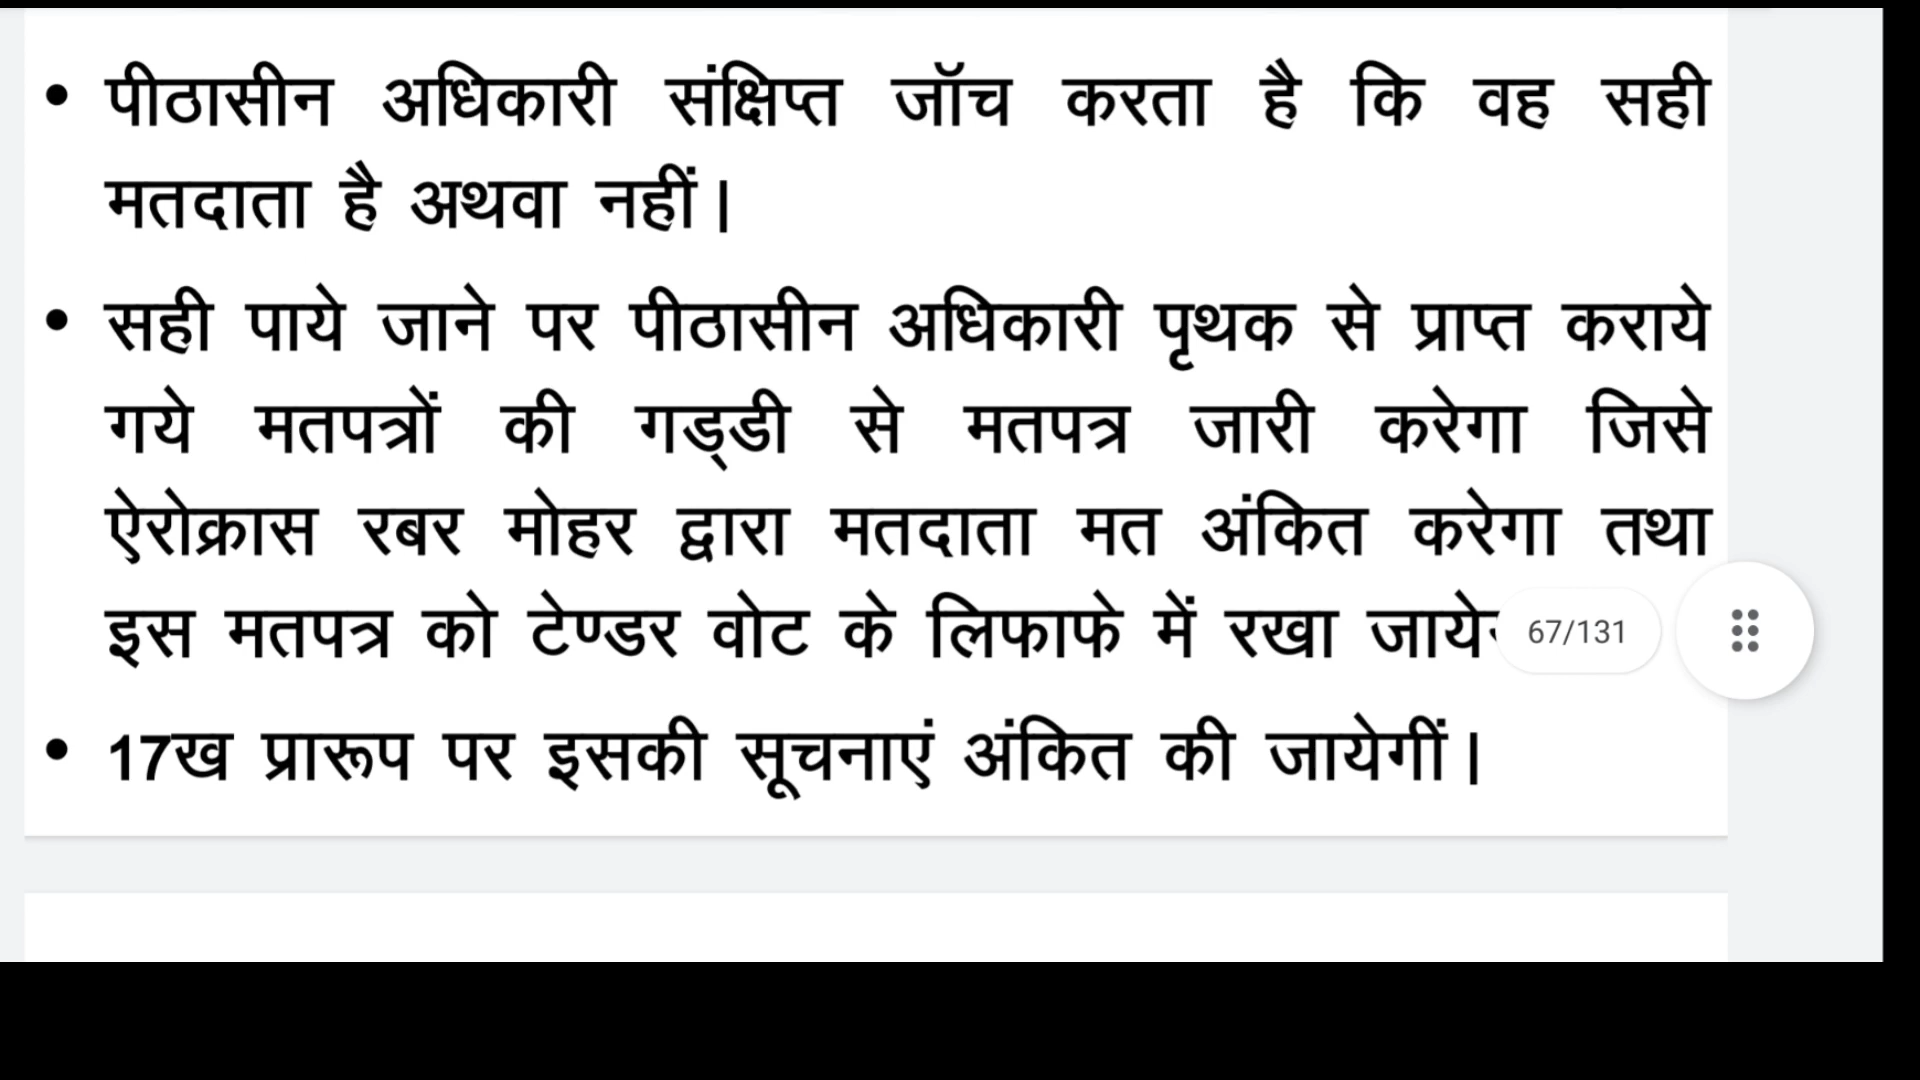 • पीठासीन अधिकारी संक्षिप्त जॉच करता है कि वह सही
मतदाता है अथवा नहीं।
• सही पाये जाने पर पीठासीन अधिकारी पृथक से प्राप्त कराये
गये मतपत्रों की गड्डी से मतपत्र जारी करेगा जिसे
ऐरोक्रास रबर मोहर द्वारा मतदाता मत अंकित करेगा तथा
इस मतपत्र को टेण्डर वोट के लिफाफे में रखा
67/131
• 17ख प्रारूप पर इसकी सूचनाएं अंकित की जायेगीं।